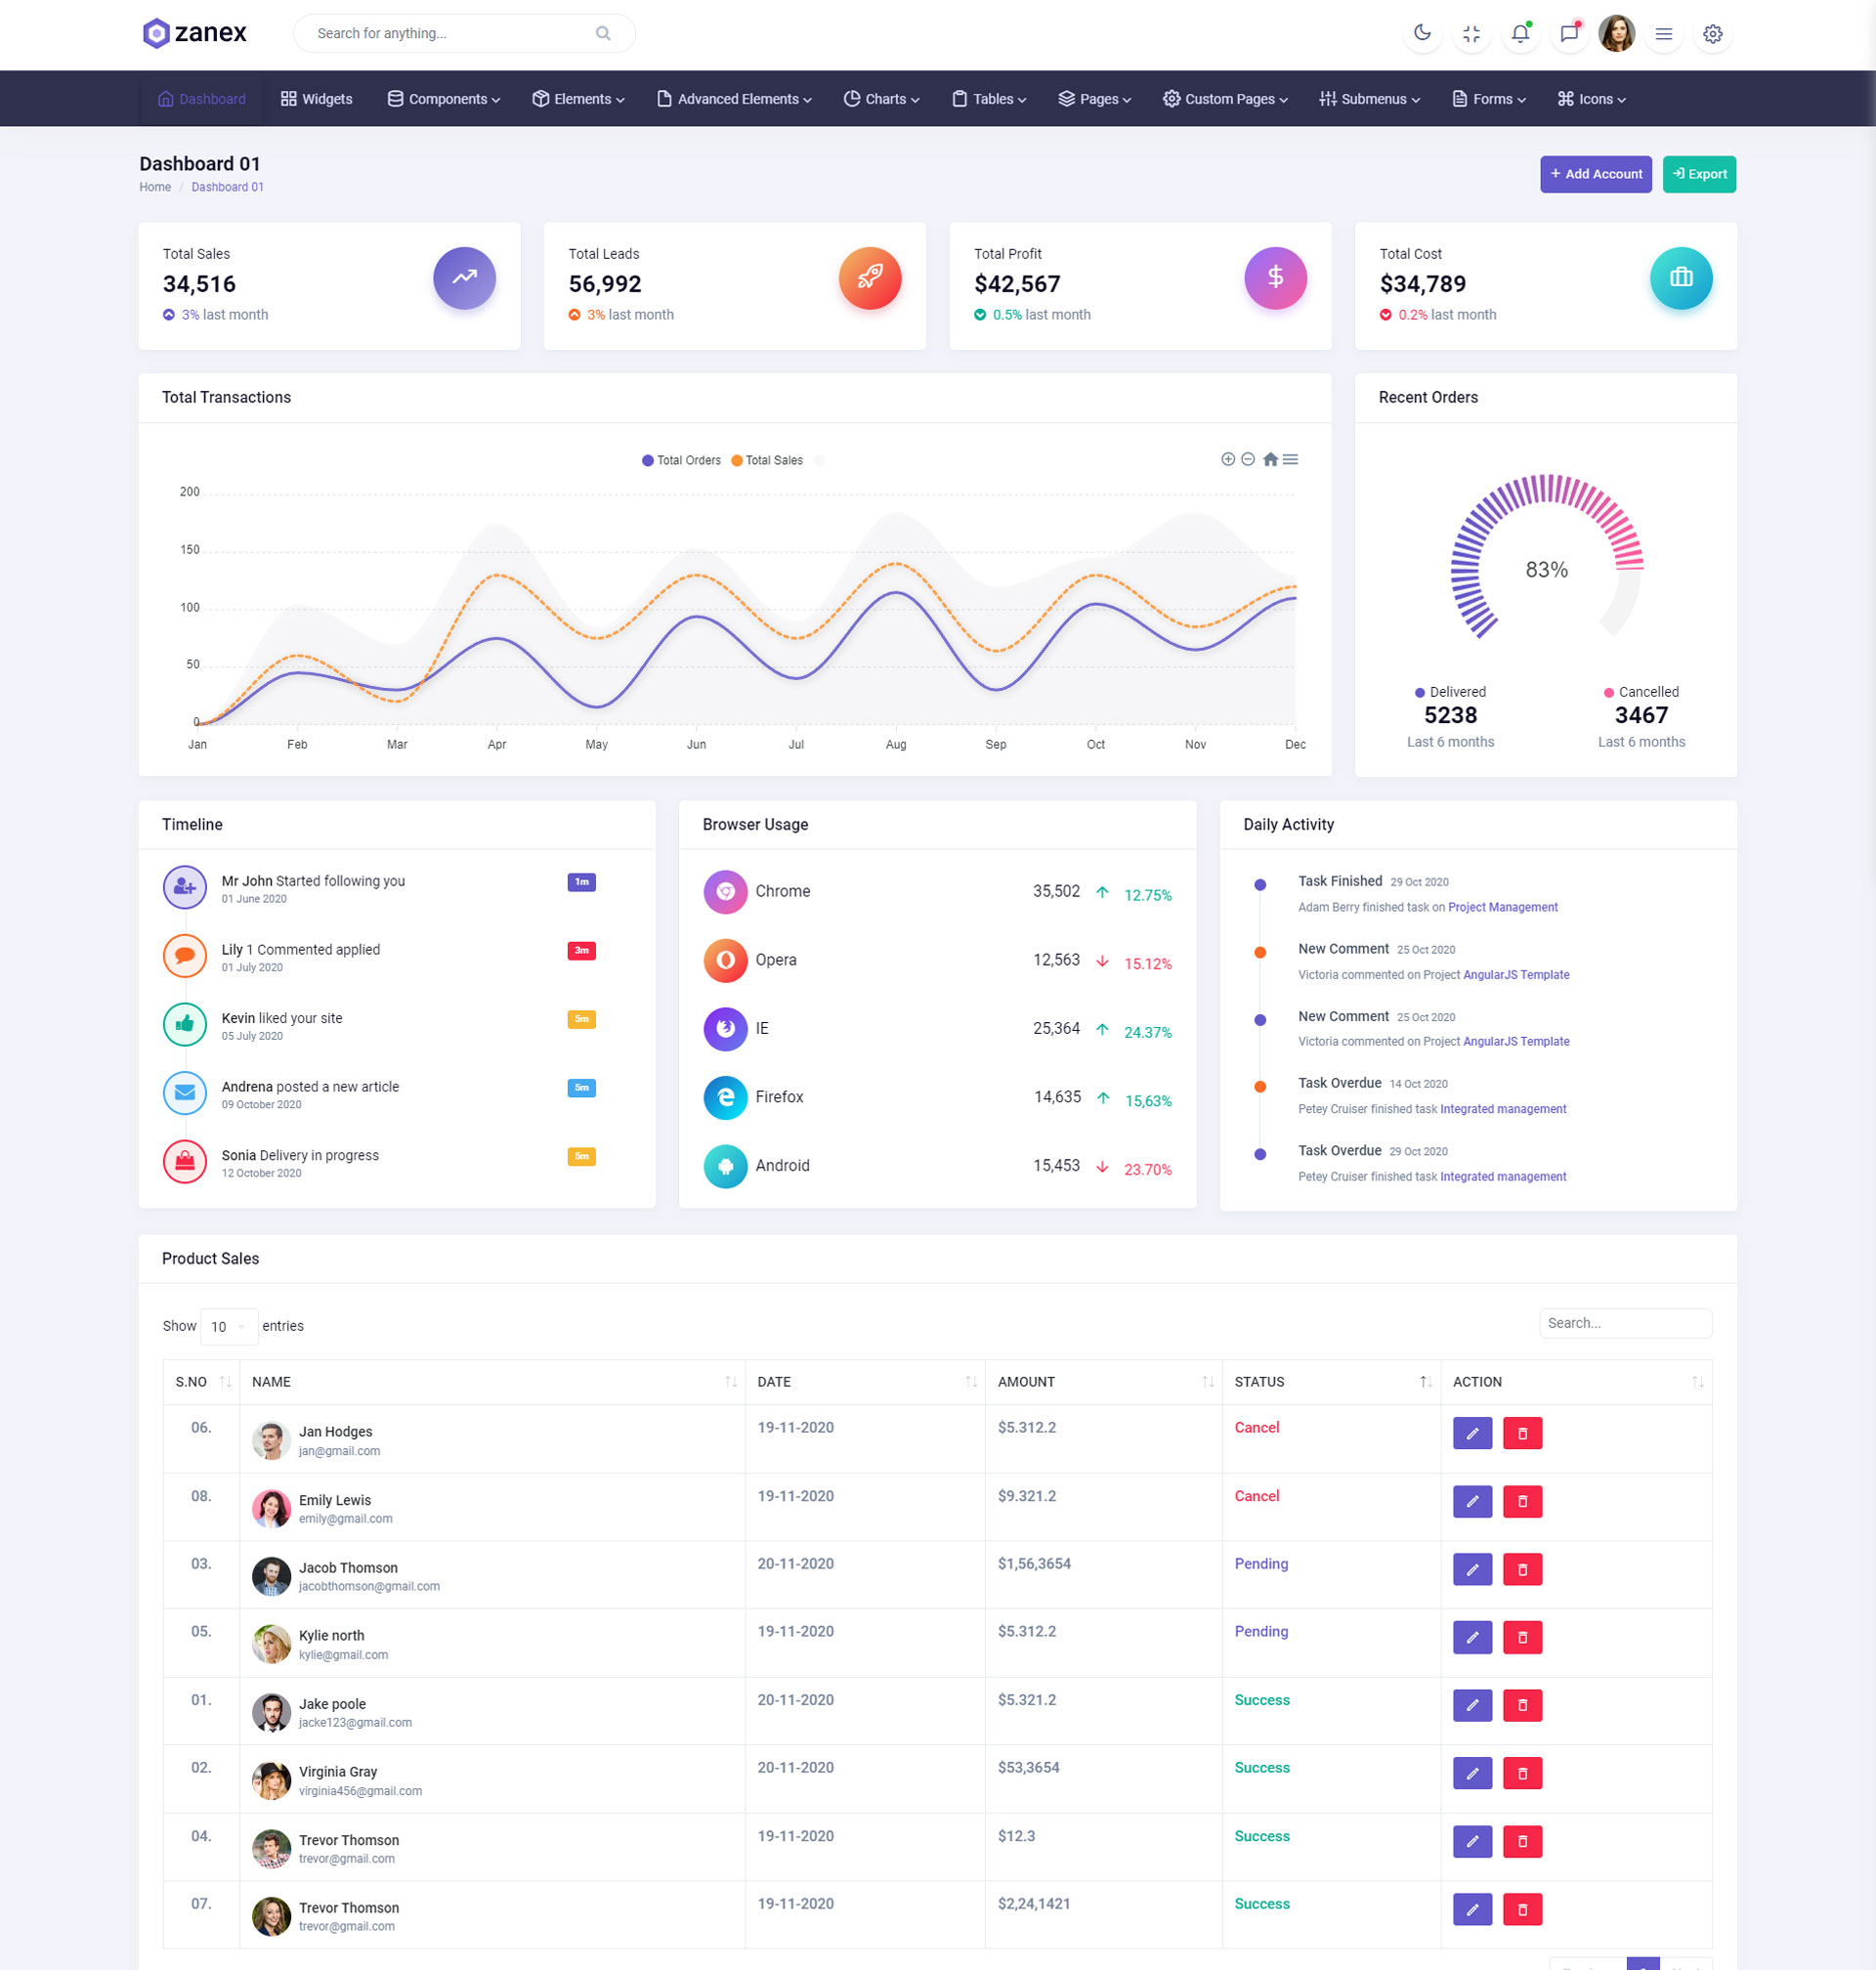 zanex
Search for anything...
Dashboard Widgets Components Elements Advanced Elements Charts Tables Pages Custom Pages Submenus Forms Icons
Dashboard 01
Home / Dashboard 01
+ Add Account Export
Total Sales
34,516
3% last month
Total Leads
56,992
3% last month
Total Profit
$42,567
0.5% last month
Total Cost
$34,789
0.2% last month
Total Transactions
Total Orders Total Sales
200
150
100
50
0
Jan Feb Mar Apr May Jun Jul Aug Sep Oct Nov Dec
Recent Orders
83%
Delivered
5238
Last 6 months
Cancelled
3467
Last 6 months
Timeline
Mr John Started following you 1m
01 June 2020
Lily 1 Commented applied 3m
01 July 2020
Kevin liked your site 5m
05 July 2020
Andrena posted a new article 5m
09 October 2020
Sonia Delivery in progress 5m
12 October 2020
Browser Usage
Chrome 35,502 12.75%
Opera 12,563 15.12%
IE 25,364 24.37%
Firefox 14,635 15,63%
Android 15,453 23.70%
Daily Activity
Task Finished 29 Oct 2020
Adam Berry finished task on Project Management
New Comment 25 Oct 2020
Victoria commented on Project AngularJS Template
New Comment 25 Oct 2020
Victoria commented on Project AngularJS Template
Task Overdue 14 Oct 2020
Petey Cruiser finished task Integrated management
Task Overdue 29 Oct 2020
Petey Cruiser finished task Integrated management
Product Sales
Show 10 entries
Search...
S.NO NAME DATE AMOUNT STATUS ACTION
06. Jan Hodges 19-11-2020 $5.312.2 Cancel
jan@gmail.com
08. Emily Lewis 19-11-2020 $9.321.2 Cancel
emily@gmail.com
03. Jacob Thomson 20-11-2020 $1,56,3654 Pending
jacobthomson@gmail.com
05. Kylie north 19-11-2020 $5.312.2 Pending
kylie@gmail.com
01. Jake poole 20-11-2020 $5.321.2 Success
jacke123@gmail.com
02. Virginia Gray 20-11-2020 $53,3654 Success
virginia456@gmail.com
04. Trevor Thomson 19-11-2020 $12.3 Success
trevor@gmail.com
07. Trevor Thomson 19-11-2020 $2,24,1421 Success
trevor@gmail.com